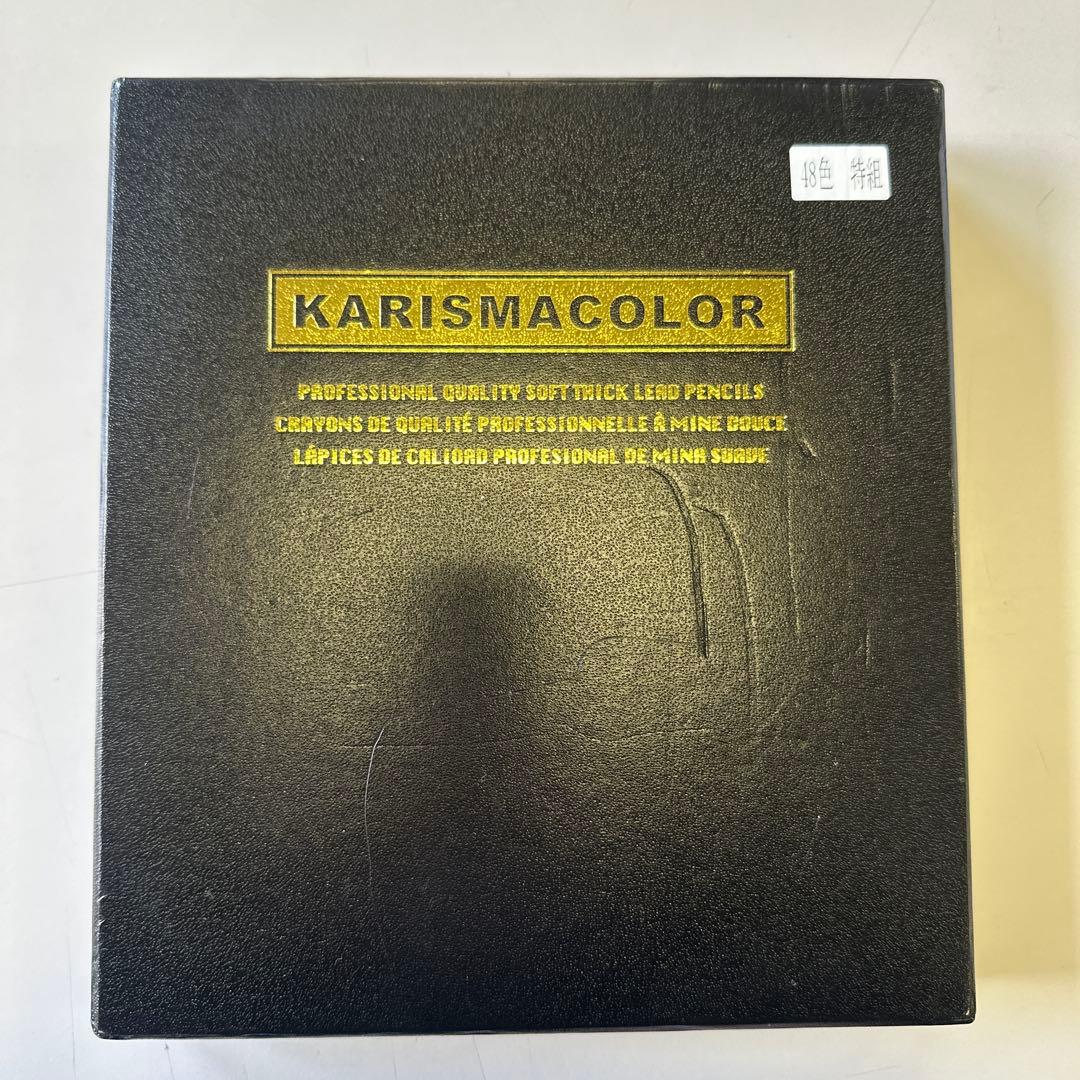 48色 特組
KARISMACOLOR
PROFESSIONAL QUALITY SOFT THICK LEAD PENCILS
CRAYONS DE QUALITÉ PROFESSIONNELLE À MINE DOUCE
LÁPICES DE CALIDAD PROFESIONAL DE MINA SUAVE